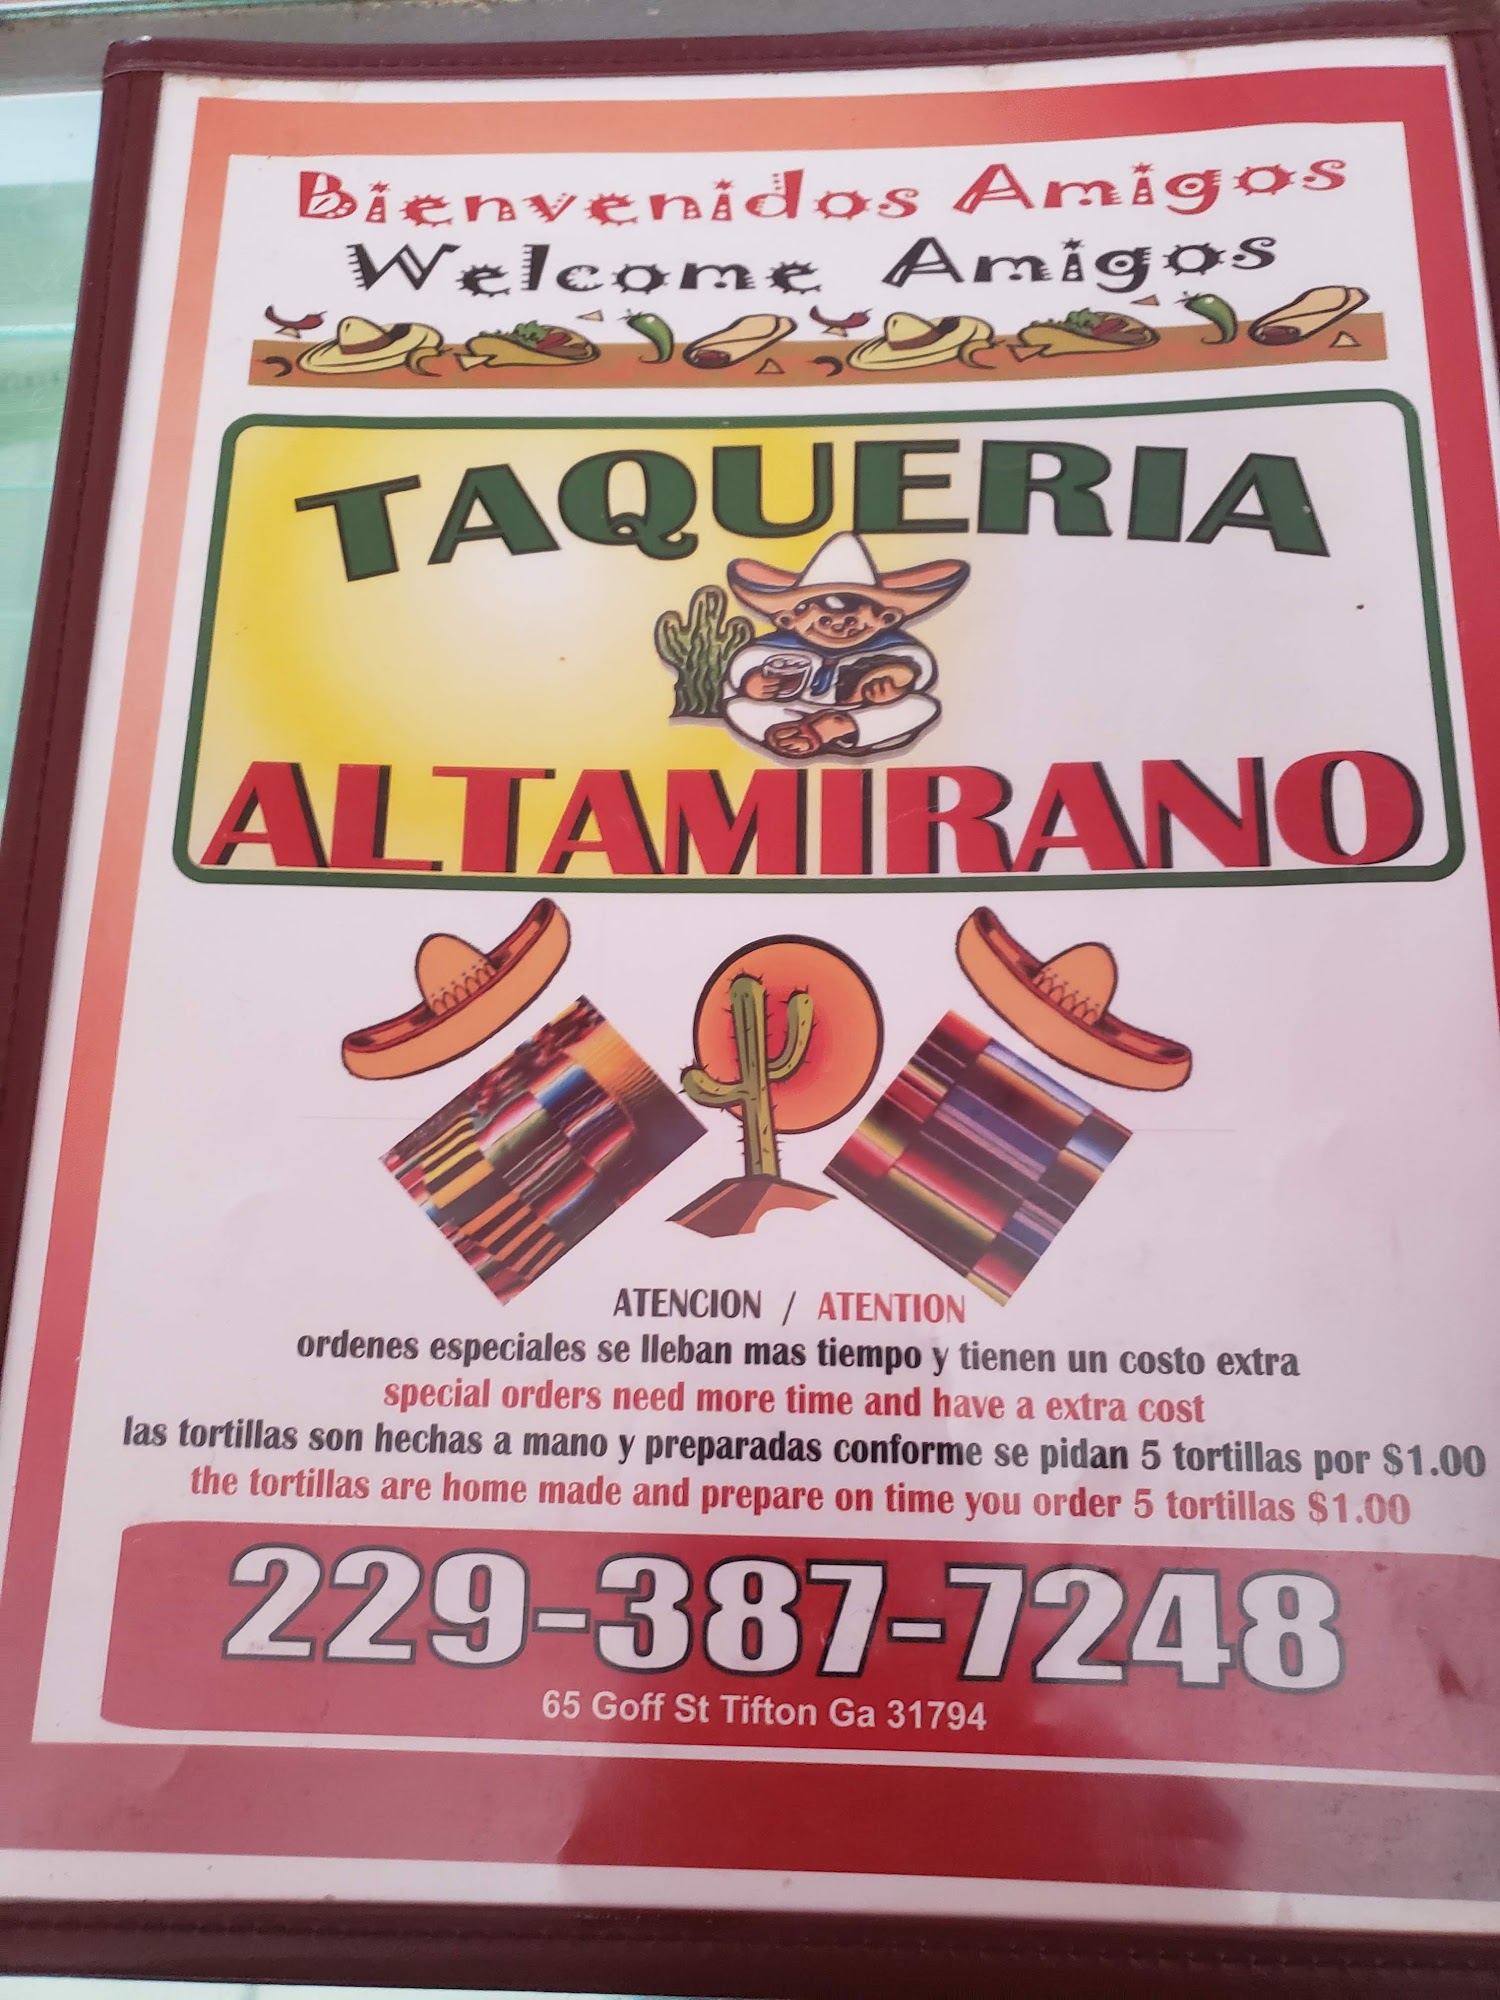 Bienvenidos Amigos
Welcome Amigos
TAQUERIA
ALTAMIRANO
ATENCION / ATENTION
ordenes especiales se lleban mas tiempo y tienen un costo extra
special orders need more time and have a extra cost
las tortillas son hechas a mano y preparadas conforme se pidan 5 tortillas por $1.00
the tortillas are home made and prepare on time you order 5 tortillas $1.00
229-387-7248
65 Goff St Tifton Ga 31794